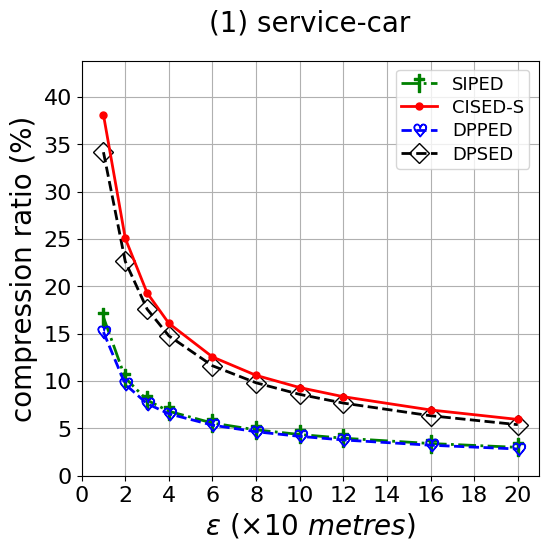 (1) service-car
compression ratio (%)
40
35
30
25
20
15
10
5
0
SIPED
CISED-S
DPPED
DPSED
0 2 4 6 8 10 12 14 16 18 20
ε (×10 metres)